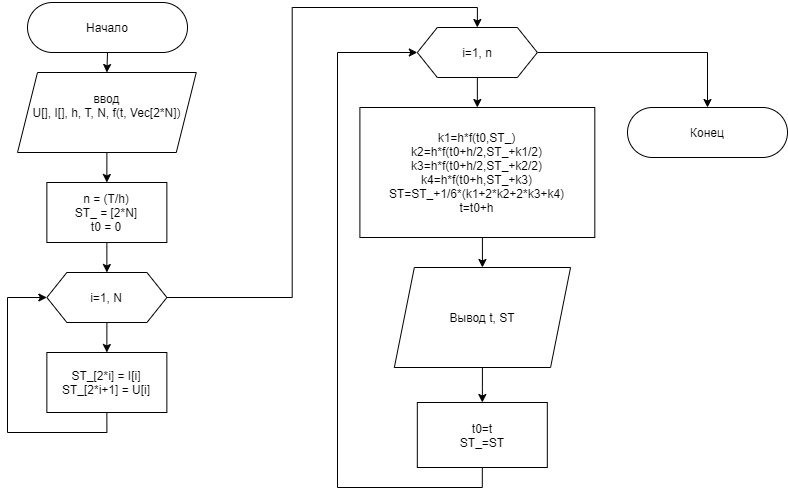 Начало
ввод
U[], I[], h, T, N, f(t, Vec[2*N])
n = (T/h)
ST_ = [2*N]
t0 = 0
i=1, N
ST_[2*i] = I[i]
ST_[2*i+1] = U[i]
i=1, n
k1=h*f(t0,ST_)
k2=h*f(t0+h/2,ST_+k1/2)
k3=h*f(t0+h/2,ST_+k2/2)
k4=h*f(t0+h,ST_+k3)
ST=ST_+1/6*(k1+2*k2+2*k3+k4)
t=t0+h
Вывод t, ST
t0=t
ST_=ST
Конец